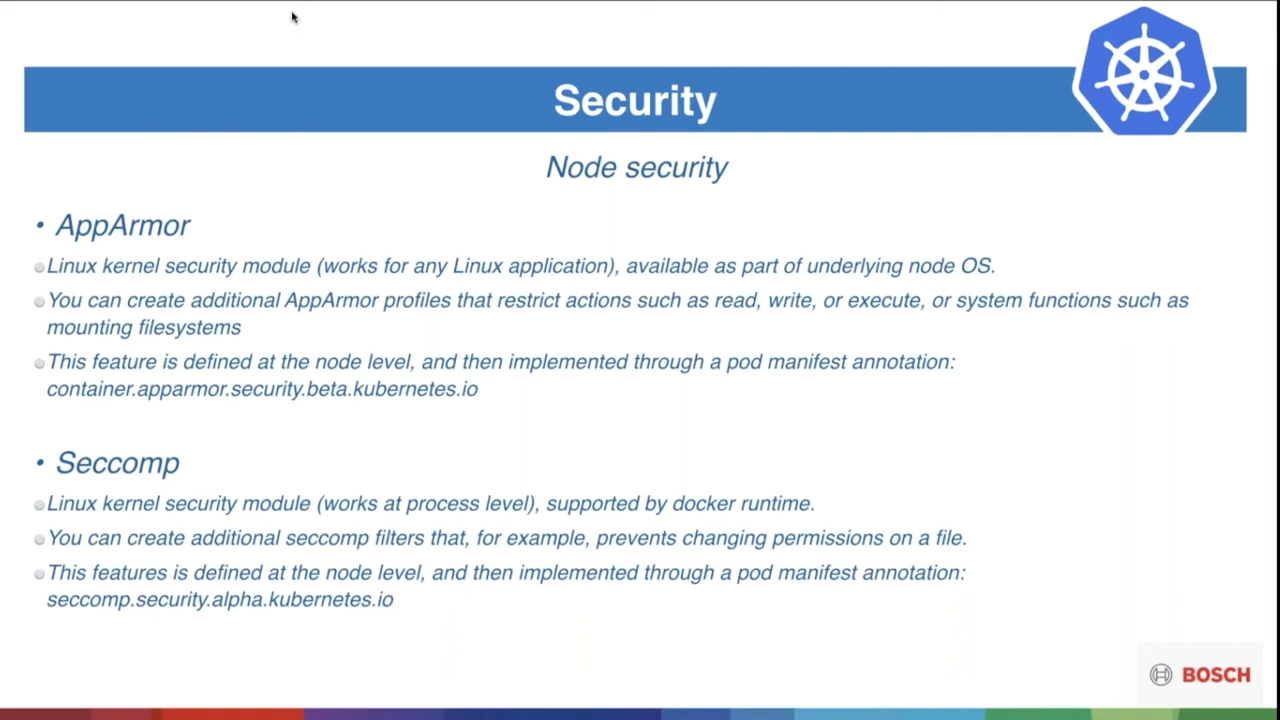 Security
Node security
• AppArmor
Linux kernel security module (works for any Linux application), available as part of underlying node OS.
You can create additional AppArmor profiles that restrict actions such as read, write, or execute, or system functions such as
mounting filesystems
This feature is defined at the node level, and then implemented through a pod manifest annotation:
container.apparmor.security.beta.kubernetes.io
• Seccomp
Linux kernel security module (works at process level), supported by docker runtime.
You can create additional seccomp filters that, for example, prevents changing permissions on a file.
This features is defined at the node level, and then implemented through a pod manifest annotation:
seccomp.security.alpha.kubernetes.io
BOSCH